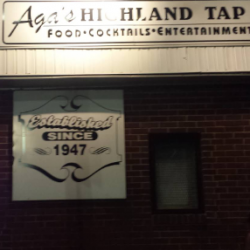 Aga's HIGHLAND TAP
FOOD•COCKTAILS•ENTERTAINMENT
Established
SINCE
1947